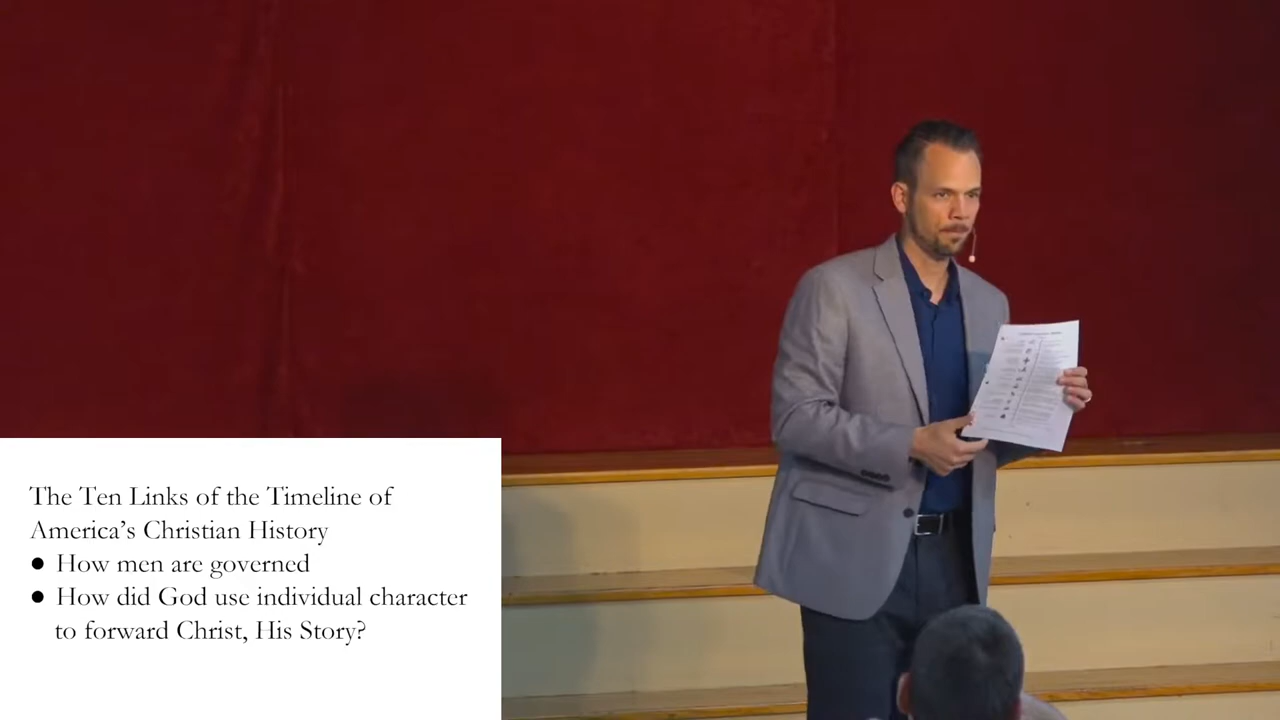 The Ten Links of the Timeline of
America’s Christian History
● How men are governed
● How did God use individual character
to forward Christ, His Story?